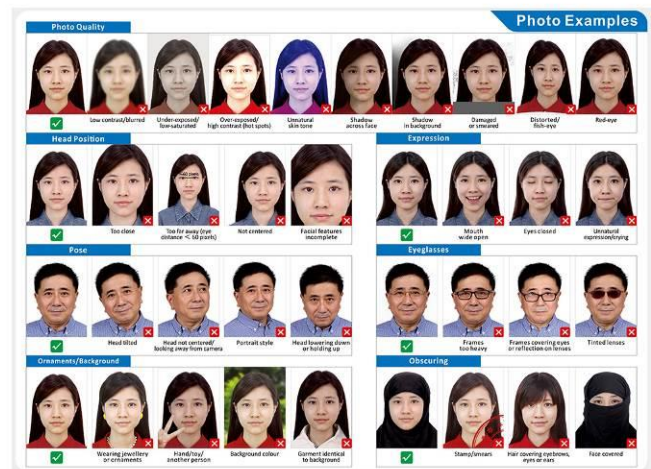 Photo Examples
Photo Quality
Low contrast/blurred
Under-exposed/
low-saturated
Over-exposed/
high contrast (hot spots)
Unnatural
skin tone
Shadow
across face
Shadow
in background
Damaged
or smeared
Distorted/
fish-eye
Red-eye
Head Position
Too close
Too far away (eye
distance < 60 pixels)
Not centered
Facial features
incomplete
Expression
Mouth
wide open
Eyes closed
Unnatural
expression/crying
Pose
Head tilted
Head not centered/
looking away from camera
Portrait style
Head lowering down
or holding up
Eyeglasses
Frames
too heavy
Frames covering eyes
or reflection on lenses
Tinted lenses
Ornaments/Background
Wearing jewellery
or ornaments
Hand/toy/
another person
Background colour
Garment identical
to background
Obscuring
Stamp/smears
Hair covering eyebrows,
eyes or ears
Face covered